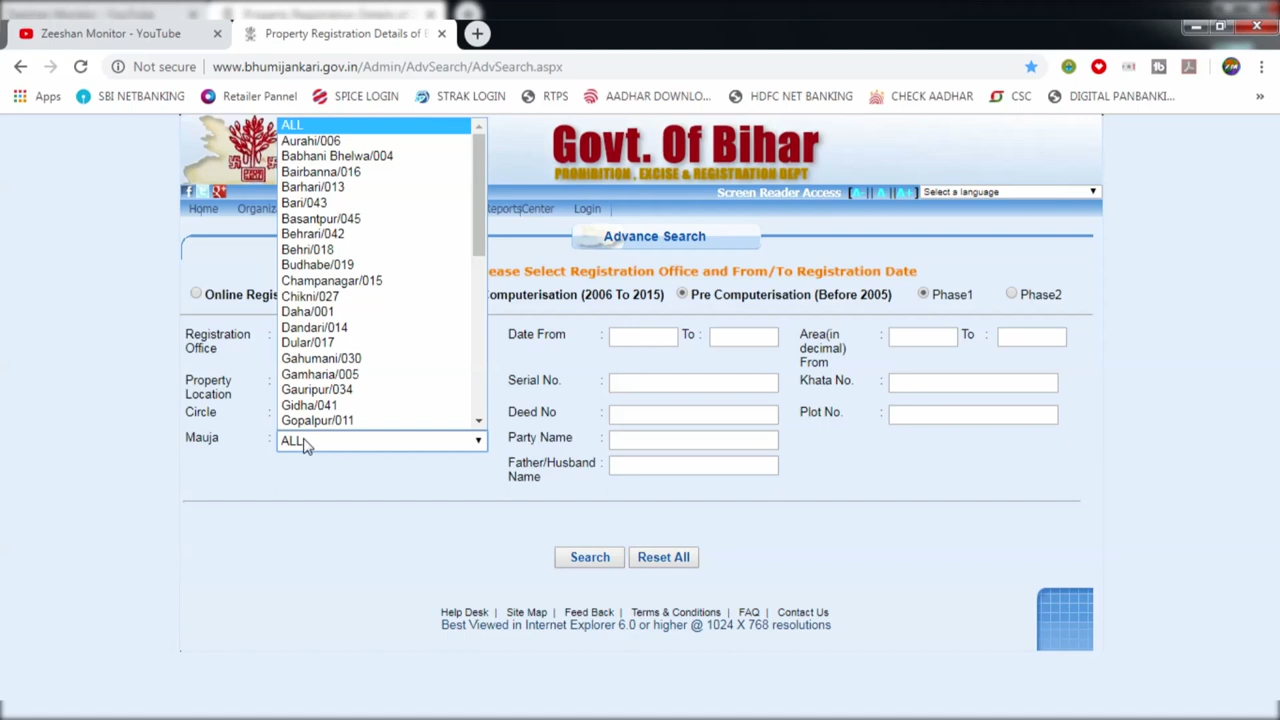 Zeeshan Monitor - YouTube
Property Registration Details of
Not secure www.bhumijankari.gov.in/Admin/AdvSearch/AdvSearch.aspx
Apps SBI NETBANKING Retailer Pannel SPICE LOGIN STRAK LOGIN RTPS AADHAR DOWNLO... HDFC NET BANKING CHECK AADHAR CSC DIGITAL PANBANKI... »
Govt. Of Bihar
PROHIBITION, EXCISE & REGISTRATION DEPT
Screen Reader Access [A-|| A ||A+] Select a language
Home Organiz eportsCenter Login
Advance Search
ease Select Registration Office and From/To Registration Date
Online Regis omputerisation (2006 To 2015) Pre Computerisation (Before 2005) Phase1 Phase2
Registration Office :
Property Location :
Circle :
Mauja : ALL
ALL
Aurahi/006
Babhani Bhelwa/004
Bairbanna/016
Barhari/013
Bari/043
Basantpur/045
Behrari/042
Behri/018
Budhabe/019
Champanagar/015
Chikni/027
Daha/001
Dandari/014
Dular/017
Gahumani/030
Gamharia/005
Gauripur/034
Gidha/041
Gopalpur/011
Date From : To :
Serial No. :
Deed No :
Party Name :
Father/Husband : Name
Area(in decimal) From : To :
Khata No. :
Plot No. :
Search Reset All
Help Desk | Site Map | Feed Back | Terms & Conditions | FAQ | Contact Us
Best Viewed in Internet Explorer 6.0 or higher @ 1024 X 768 resolutions